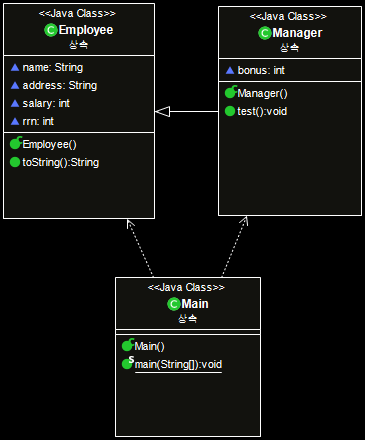 <<Java Class>>
Employee
상속
name: String
address: String
salary: int
rrn: int
Employee()
toString():String
<<Java Class>>
Manager
상속
bonus: int
Manager()
test():void
<<Java Class>>
Main
상속
Main()
main(String[]):void